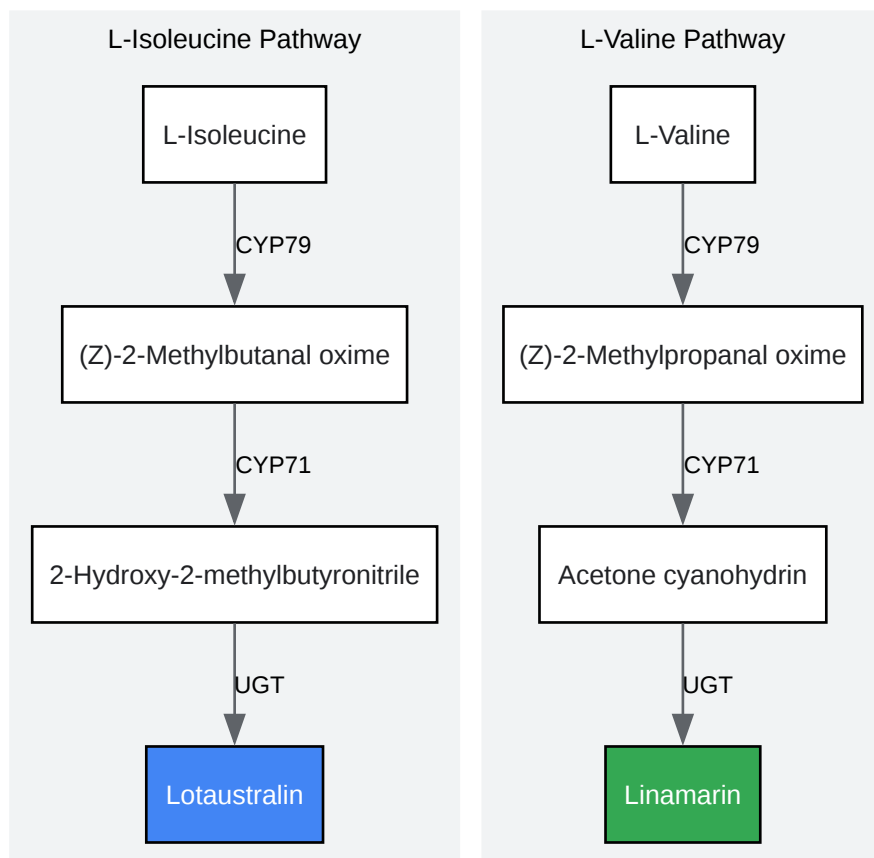 L-Isoleucine Pathway
L-Isoleucine
CYP79
(Z)-2-Methylbutanal oxime
CYP71
2-Hydroxy-2-methylbutyronitrile
UGT
Lotaustralin
L-Valine Pathway
L-Valine
CYP79
(Z)-2-Methylpropanal oxime
CYP71
Acetone cyanohydrin
UGT
Linamarin